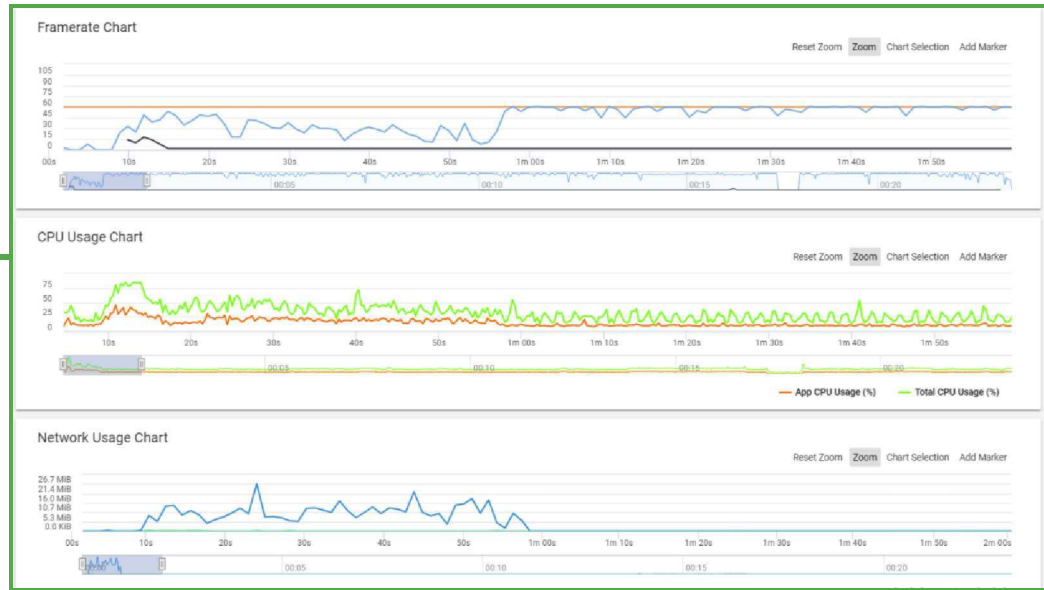 Framerate Chart
Reset Zoom Zoom Chart Selection Add Marker
105
90
75
60
45
30
15
0
00s 10s 20s 30s 40s 50s 1m 00s 1m 10s 1m 20s 1m 30s 1m 40s 1m 50s
00:05 00:10 00:15 00:20
CPU Usage Chart
Reset Zoom Zoom Chart Selection Add Marker
75
50
25
0
10s 20s 30s 40s 50s 1m 00s 1m 10s 1m 20s 1m 30s 1m 40s 1m 50s
00:05 00:10 00:15 00:20
App CPU Usage (%) Total CPU Usage (%)
Network Usage Chart
Reset Zoom Zoom Chart Selection Add Marker
26.7 MiB
21.4 MiB
16.0 MiB
10.7 MiB
5.3 MiB
0.0 KiB
00s 10s 20s 30s 40s 50s 1m 00s 1m 10s 1m 20s 1m 30s 1m 40s 1m 50s 2m 00s
00:05 00:10 00:15 00:20